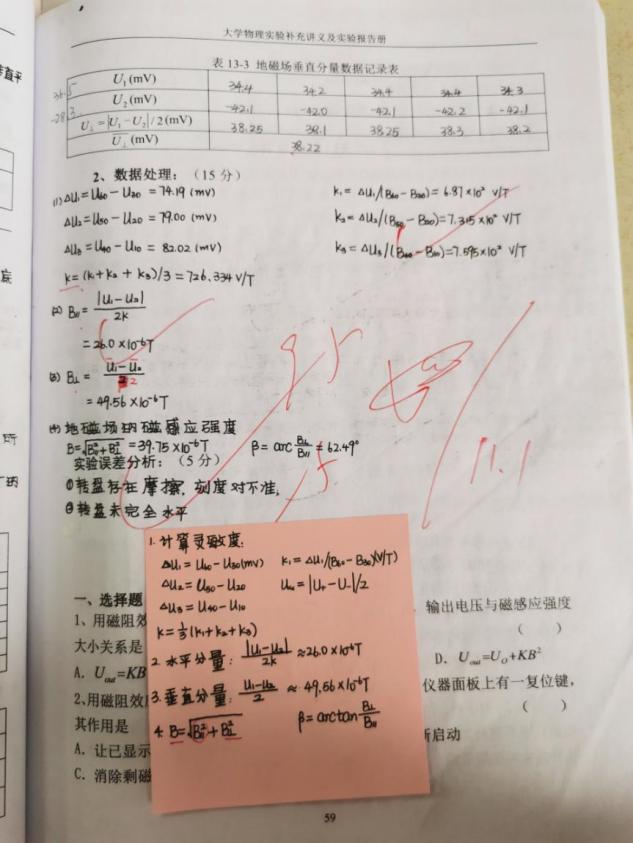 大学物理实验补充讲义及实验报告册
表 13-3 地磁场垂直分量数据记录表
U₁(mV) 34.4 34.2 34.4 34.4 34.3
U₂(mV) -42.1 -42.0 -42.1 -42.2 -42.1
U⊥=|U₁-U₂|/2(mV) 38.25 38.1 38.25 38.3 38.2
U̅⊥(mV) 38.22
2、数据处理：（15 分）
(1) ΔU₁=U₆₀-U₃₀ = 74.19 (mV) K₁= ΔU₁/(B₆₀-B₃₀) = 6.87×10² V/T
ΔU₂=U₅₀-U₂₀ = 79.00 (mV) K₂= ΔU₂/(B₅₀-B₂₀)=7.315×10² V/T
ΔU₃=U₄₀-U₁₀ = 82.02 (mV) K₃= ΔU₃/(B₄₀-B₁₀)=7.595×10² V/T
K=(K₁+K₂+K₃)/3 = 726.334 V/T
(2) B∥ = |U₁-U₂|/2K
=26.0×10⁻⁶T
(3) B⊥ = U₁-U₂/2
=49.56×10⁻⁶T
(4) 地磁场的磁感应强度
B=√B∥²+B⊥² =39.75×10⁻⁶T β= arc B⊥/B∥ = 62.49°
实验误差分析：（5 分）
①转盘存在摩擦，刻度对不准，
②转盘未完全水平
95
11.1
1. 计算灵敏度：
ΔU₁=U₆₀-U₃₀(mV) K₁=ΔU₁/(B₆₀-B₃₀)(V/T)
ΔU₂=U₅₀-U₂₀ U∥=|U₊-U₋|/2
ΔU₃=U₄₀-U₁₀
K=⅓(K₁+K₂+K₃)
2. 水平分量：|U₁-U₂|/2K ≈26.0×10⁻⁶T
3. 垂直分量：U₁-U₂/2 ≈ 49.56×10⁻⁶T
4. B=√B∥²+B⊥² β=arctan B⊥/B∥
一、选择题
1、用磁阻效 输出电压与磁感应强度
大小关系是 （ ）
A．Uout=KB D．Uout=U₀+KB²
2、用磁阻效 仪器面板上有一复位键，
其作用是 （ ）
A．让已显示 新启动
C．消除剩磁
59